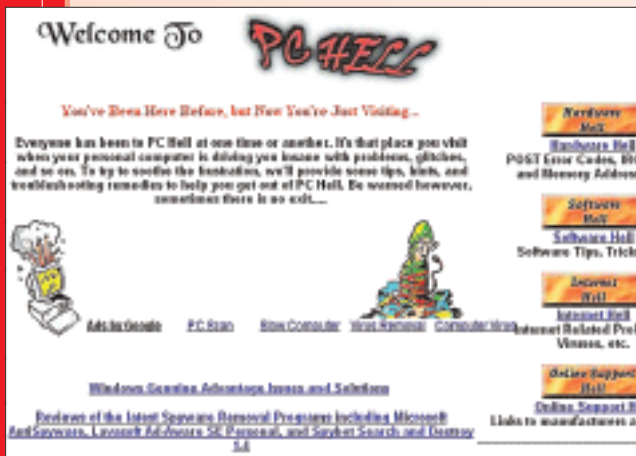 Welcome To
PC HELL
You've Been Here Before, but Now You're Just Visiting...
Everyone has been to PC Hell at one time or another. It's that place you visit
when your personal computer is driving you insane with problems, glitches,
and so on. To try to soothe the frustration, we'll provide some tips, hints, and
troubleshooting remedies to help you get out of PC Hell. Be warned however,
sometimes there is no exit....
Ads by Google PC Scan Slow Computer Virus Removal Computer Virus
Windows Genuine Advantage Issues and Solutions
Reviews of the latest Spyware Removal Programs including Microsoft
AntiSpyware, Lavasoft Ad-Aware SE Personal, and Spybot Search and Destroy
1.4
Hardware
Hell
Hardware Hell
POST Error Codes,
and Memory
Software
Hell
Software Hell
Software Tips,
Internet
Hell
Internet Hell
Internet Related
Viruses, etc.
Online Support
Hell
Online Support
Links to manufacturers